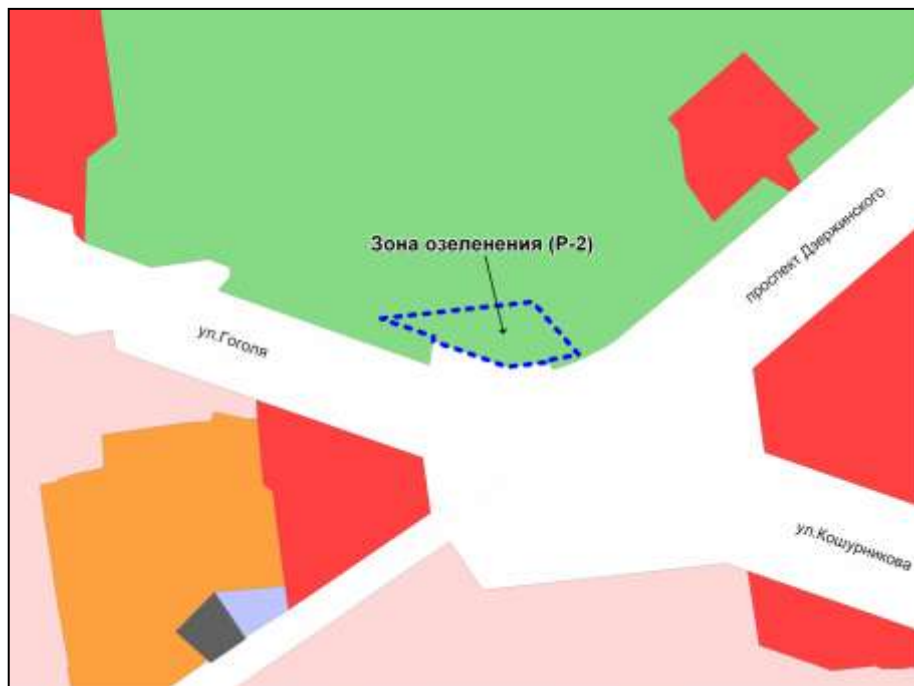 проспект Дзержинского
Зона озеленения (Р-2)
ул.Гоголя
ул.Кошурникова